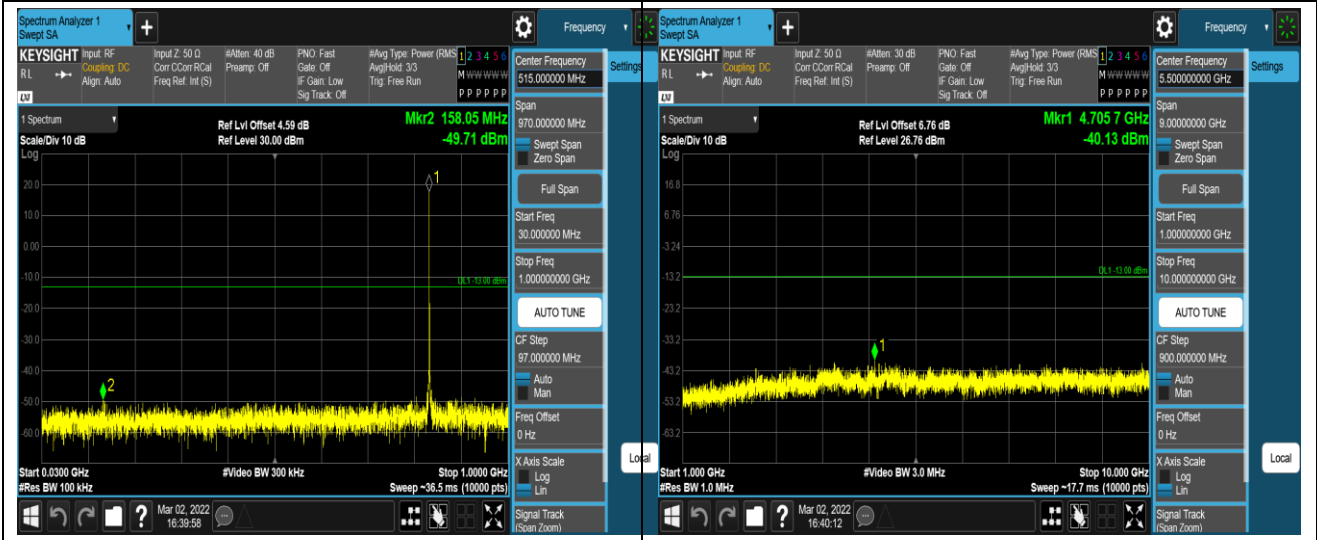 Spectrum Analyzer 1
Swept SA
+
Frequency
KEYSIGHT
Input: RF
Input Z: 50 Ω
#Atten: 40 dB
PNO: Fast
#Avg Type: Power (RMS
1 2 3 4 5 6
RL
Coupling: DC
Corr CCorr RCal
Preamp: Off
Gate: Off
Avg|Hold: 3/3
M W W W W W
Align: Auto
Freq Ref: Int (S)
IF Gain: Low
Trig: Free Run
Sig Track: Off
P P P P P P
LXI
Center Frequency
515.000000 MHz
Settings
Span
970.000000 MHz
Swept Span
Zero Span
Full Span
Start Freq
30.000000 MHz
Stop Freq
1.000000000 GHz
AUTO TUNE
CF Step
97.000000 MHz
Auto
Man
Freq Offset
0 Hz
X Axis Scale
Log
Lin
Signal Track
(Span Zoom)
Local
1 Spectrum
Scale/Div 10 dB
Log
Ref Lvl Offset 4.59 dB
Ref Level 30.00 dBm
Mkr2 158.05 MHz
-49.71 dBm
1
20.0
10.0
0.00
-10.0
DL1 -13.00 dBm
-20.0
-30.0
-40.0
2
-50.0
-60.0
Start 0.0300 GHz
#Video BW 300 kHz
Stop 1.0000 GHz
#Res BW 100 kHz
Sweep ~36.5 ms (10000 pts)
?
Mar 02, 2022
16:39:58
Spectrum Analyzer 1
Swept SA
+
Frequency
KEYSIGHT
Input: RF
Input Z: 50 Ω
#Atten: 30 dB
PNO: Fast
#Avg Type: Power (RMS
1 2 3 4 5 6
RL
Coupling: DC
Corr CCorr RCal
Preamp: Off
Gate: Off
Avg|Hold: 3/3
M W W W W W
Align: Auto
Freq Ref: Int (S)
IF Gain: Low
Trig: Free Run
Sig Track: Off
P P P P P P
LXI
Center Frequency
5.500000000 GHz
Settings
Span
9.00000000 GHz
Swept Span
Zero Span
Full Span
Start Freq
1.000000000 GHz
Stop Freq
10.000000000 GHz
AUTO TUNE
CF Step
900.000000 MHz
Auto
Man
Freq Offset
0 Hz
X Axis Scale
Log
Lin
Signal Track
(Span Zoom)
Local
1 Spectrum
Scale/Div 10 dB
Log
Ref Lvl Offset 6.76 dB
Ref Level 26.76 dBm
Mkr1 4.705 7 GHz
-40.13 dBm
16.8
6.76
-3.24
-13.2
DL1 -13.00 dBm
-23.2
-33.2
1
-43.2
-53.2
-63.2
Start 1.000 GHz
#Video BW 3.0 MHz
Stop 10.000 GHz
#Res BW 1.0 MHz
Sweep ~17.7 ms (10000 pts)
?
Mar 02, 2022
16:40:12